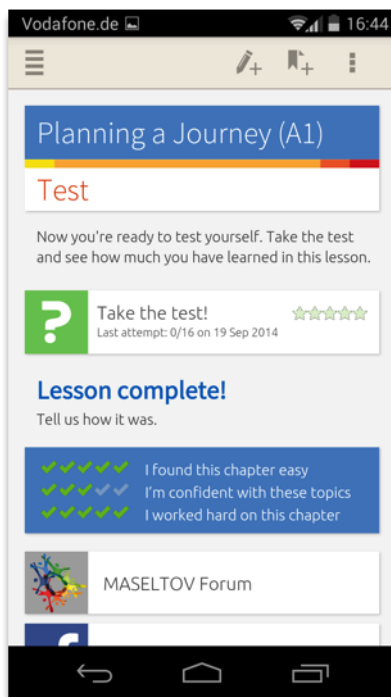 Vodafone.de 16:44
Planning a Journey (A1)
Test
Now you're ready to test yourself. Take the test
and see how much you have learned in this lesson.
?
Take the test!
Last attempt: 0/16 on 19 Sep 2014
Lesson complete!
Tell us how it was.
I found this chapter easy
I'm confident with these topics
I worked hard on this chapter
MASELTOV Forum